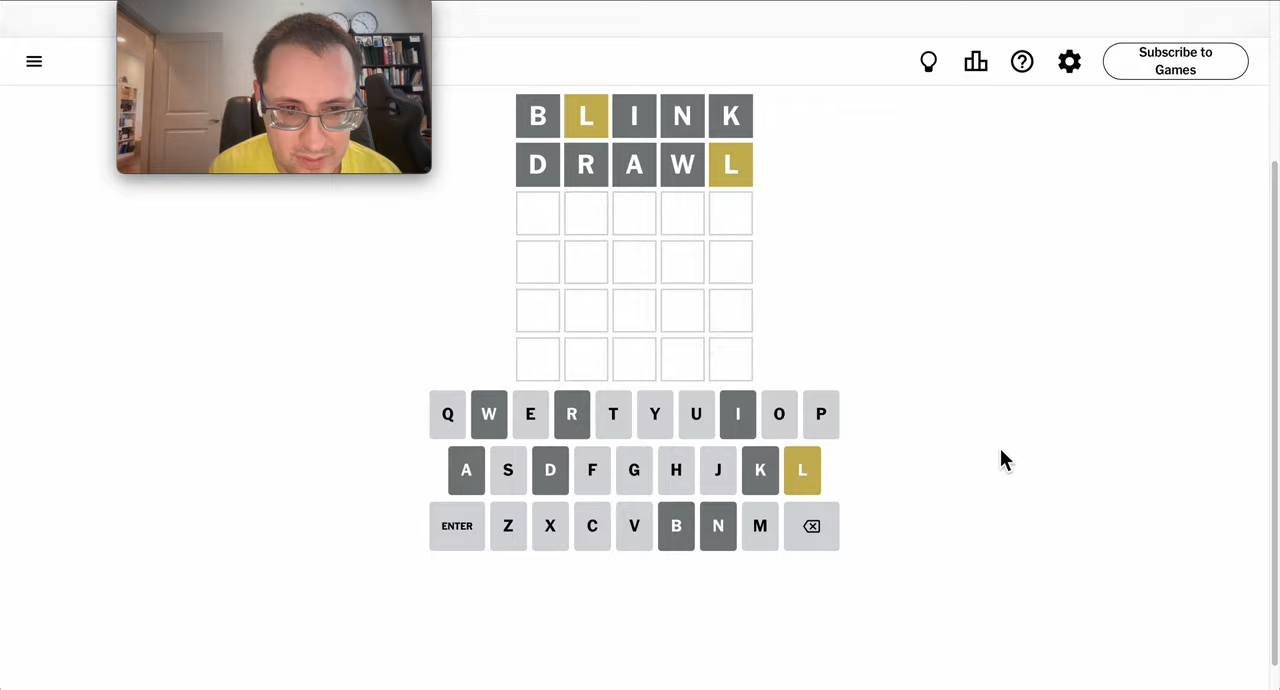 Subscribe to
Games
B L I N K
D R A W L
Q W E R T Y U I O P
A S D F G H J K L
ENTER Z X C V B N M